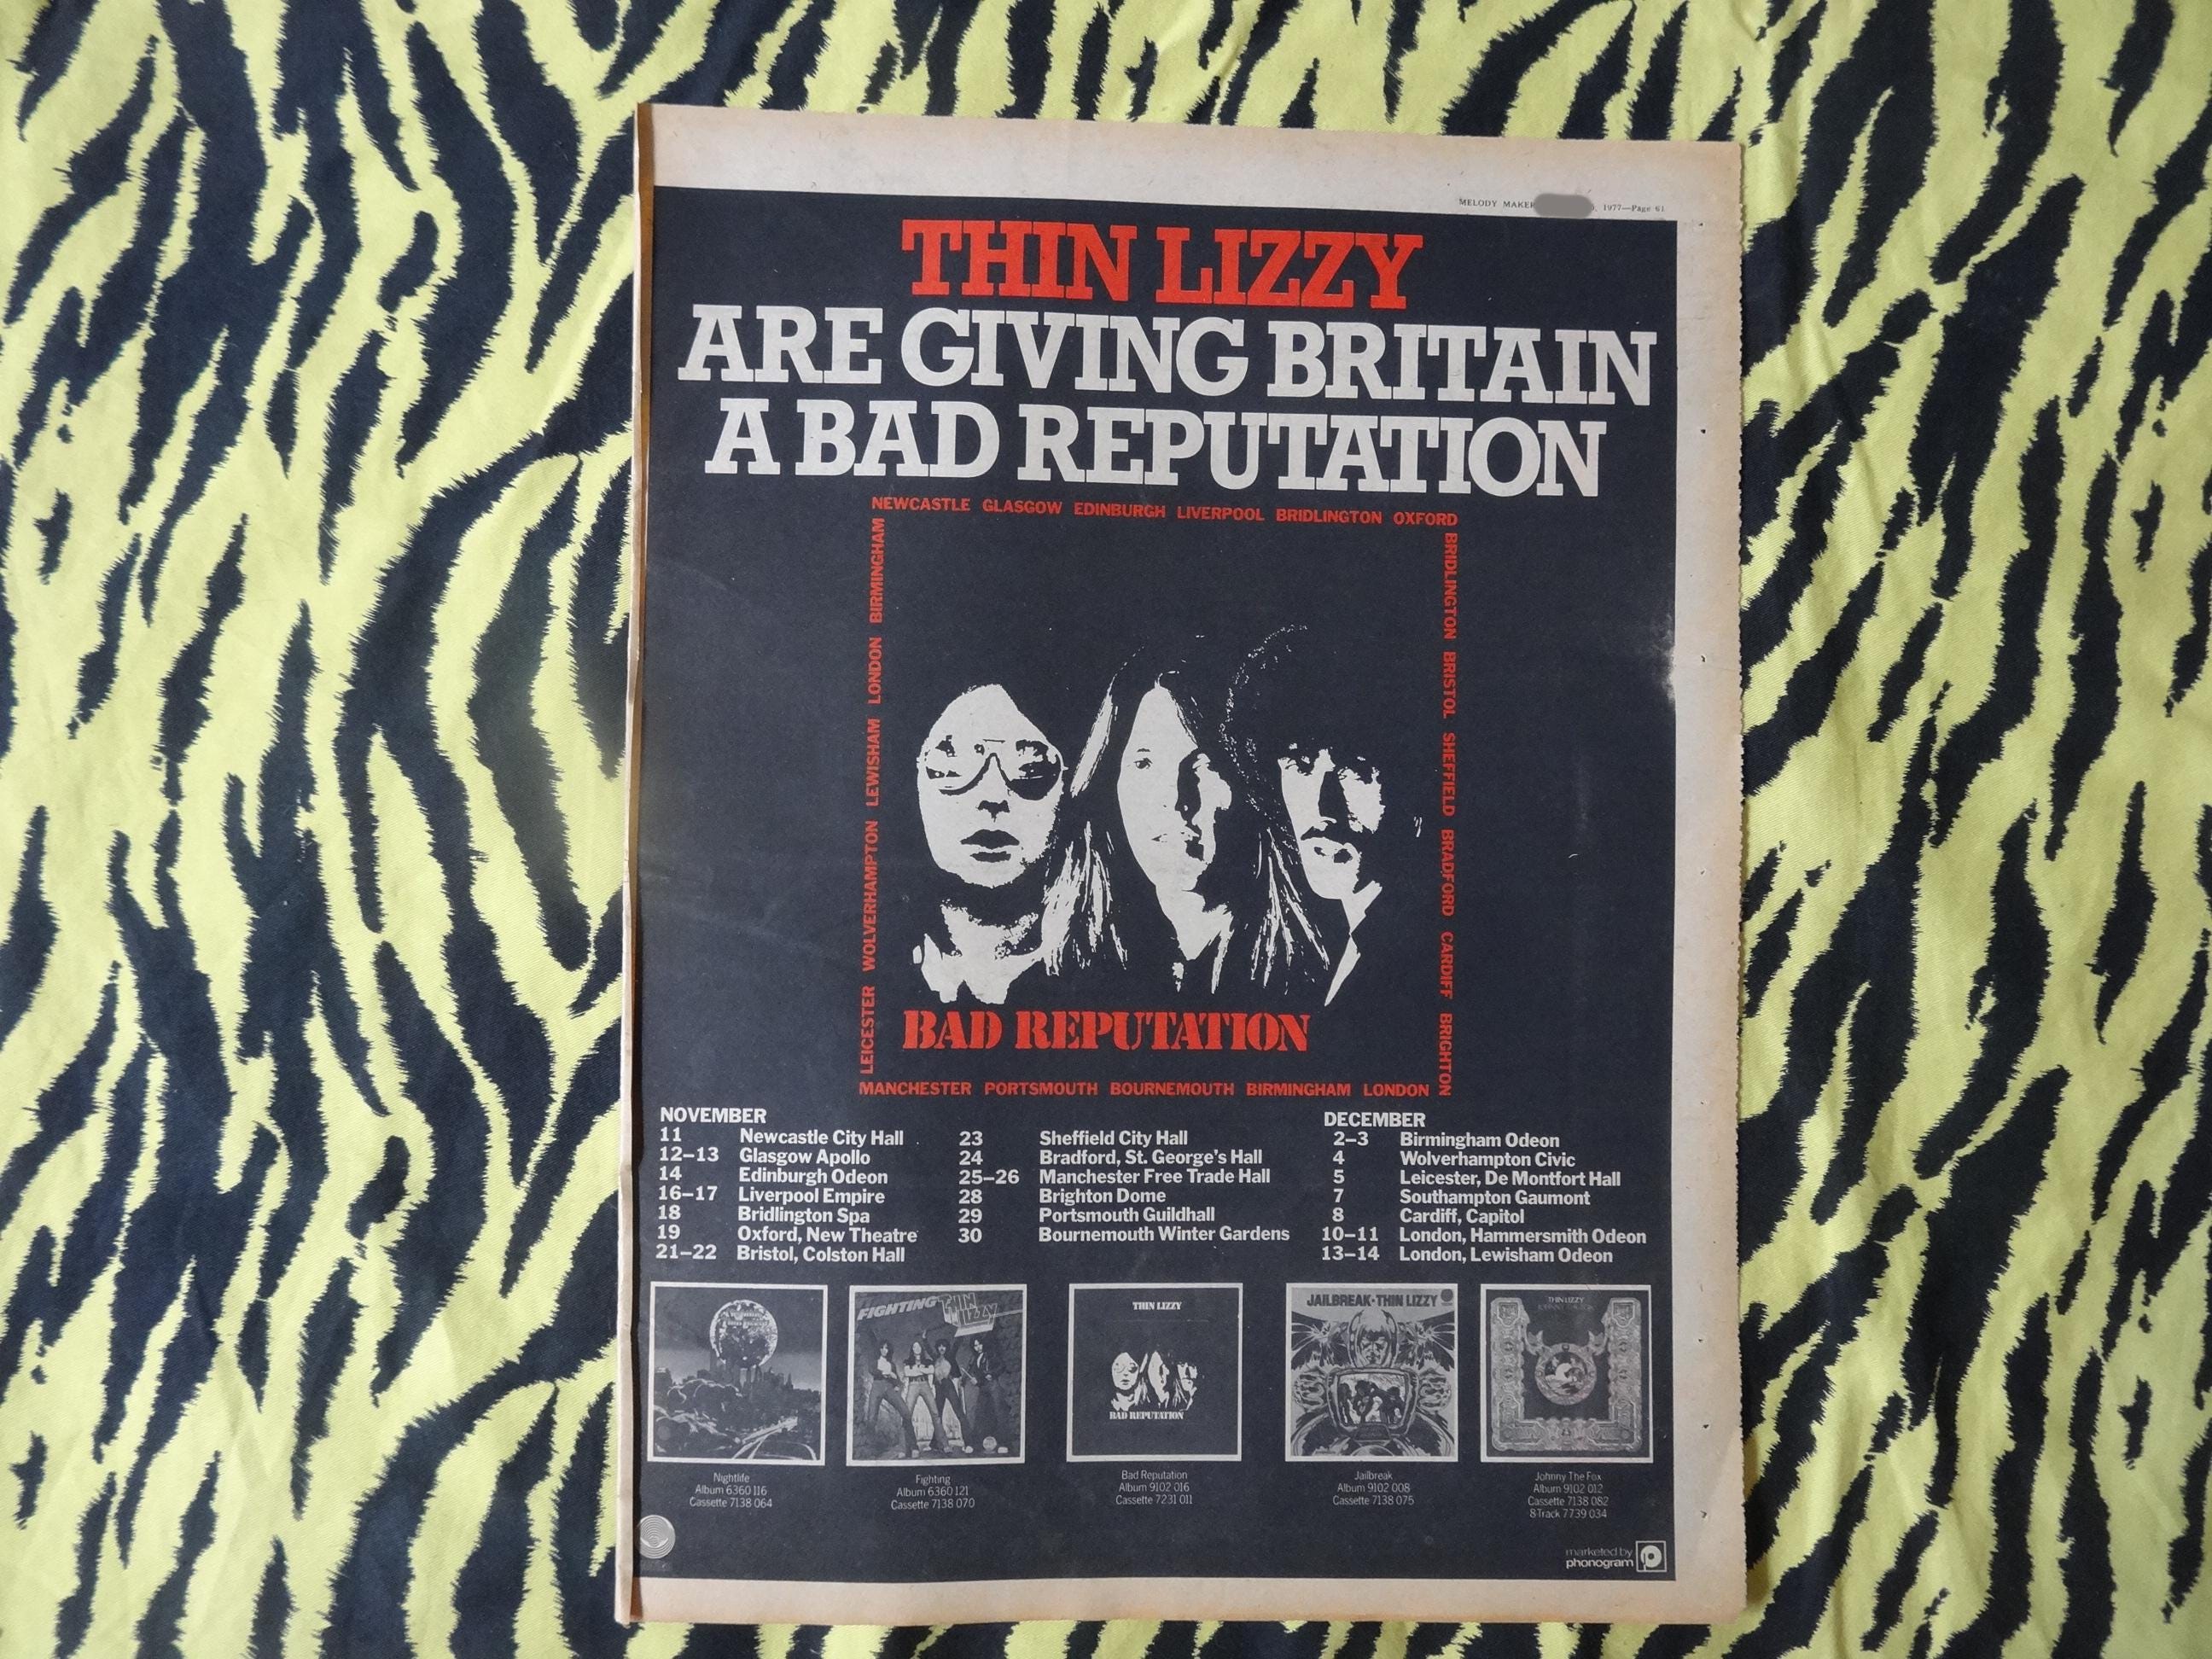 MELODY MAKER , 1977—Page 61
THIN LIZZY
ARE GIVING BRITAIN
A BAD REPUTATION
NEWCASTLE GLASGOW EDINBURGH LIVERPOOL BRIDLINGTON OXFORD
LEICESTER WOLVERHAMPTON LEWISHAM LONDON BIRMINGHAM
BRIDLINGTON BRISTOL SHEFFIELD BRADFORD CARDIFF BRIGHTON
BAD REPUTATION
MANCHESTER PORTSMOUTH BOURNEMOUTH BIRMINGHAM LONDON
NOVEMBER
11 Newcastle City Hall
12–13 Glasgow Apollo
14 Edinburgh Odeon
16–17 Liverpool Empire
18 Bridlington Spa
19 Oxford, New Theatre
21–22 Bristol, Colston Hall
23 Sheffield City Hall
24 Bradford, St. George's Hall
25–26 Manchester Free Trade Hall
28 Brighton Dome
29 Portsmouth Guildhall
30 Bournemouth Winter Gardens
DECEMBER
2–3 Birmingham Odeon
4 Wolverhampton Civic
5 Leicester, De Montfort Hall
7 Southampton Gaumont
8 Cardiff, Capitol
10–11 London, Hammersmith Odeon
13–14 London, Lewisham Odeon
FIGHTING THIN
LIZZY
THIN LIZZY
BAD REPUTATION
JAILBREAK·THIN LIZZY
THIN LIZZY
Nightlife
Album 6360 116
Cassette 7138 064
Fighting
Album 6360 121
Cassette 7138 070
Bad Reputation
Album 9102 016
Cassette 7231 011
Jailbreak
Album 9102 008
Cassette 7138 075
Johnny The Fox
Album 9102 012
Cassette 7138 082
8 Track 7739 034
marketed by
phonogram